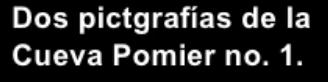 Dos pictgrafías de la
Cueva Pomier no. 1.